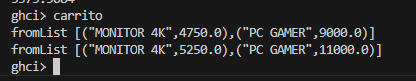 ghci> carrito
fromList [("MONITOR 4K",4750.0),("PC GAMER",9000.0)]
fromList [("MONITOR 4K",5250.0),("PC GAMER",11000.0)]
ghci>